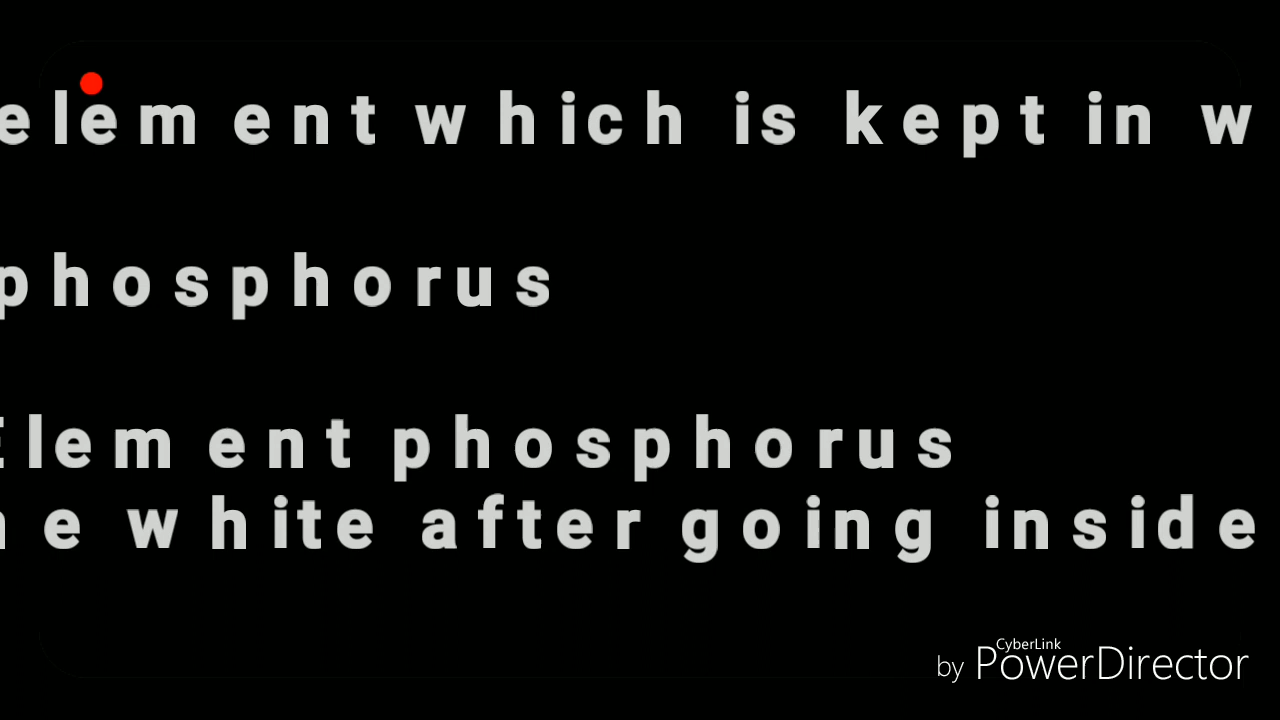 element which is kept in w
phosphorus
Element phosphorus
e white after going inside
CyberLink
by PowerDirector